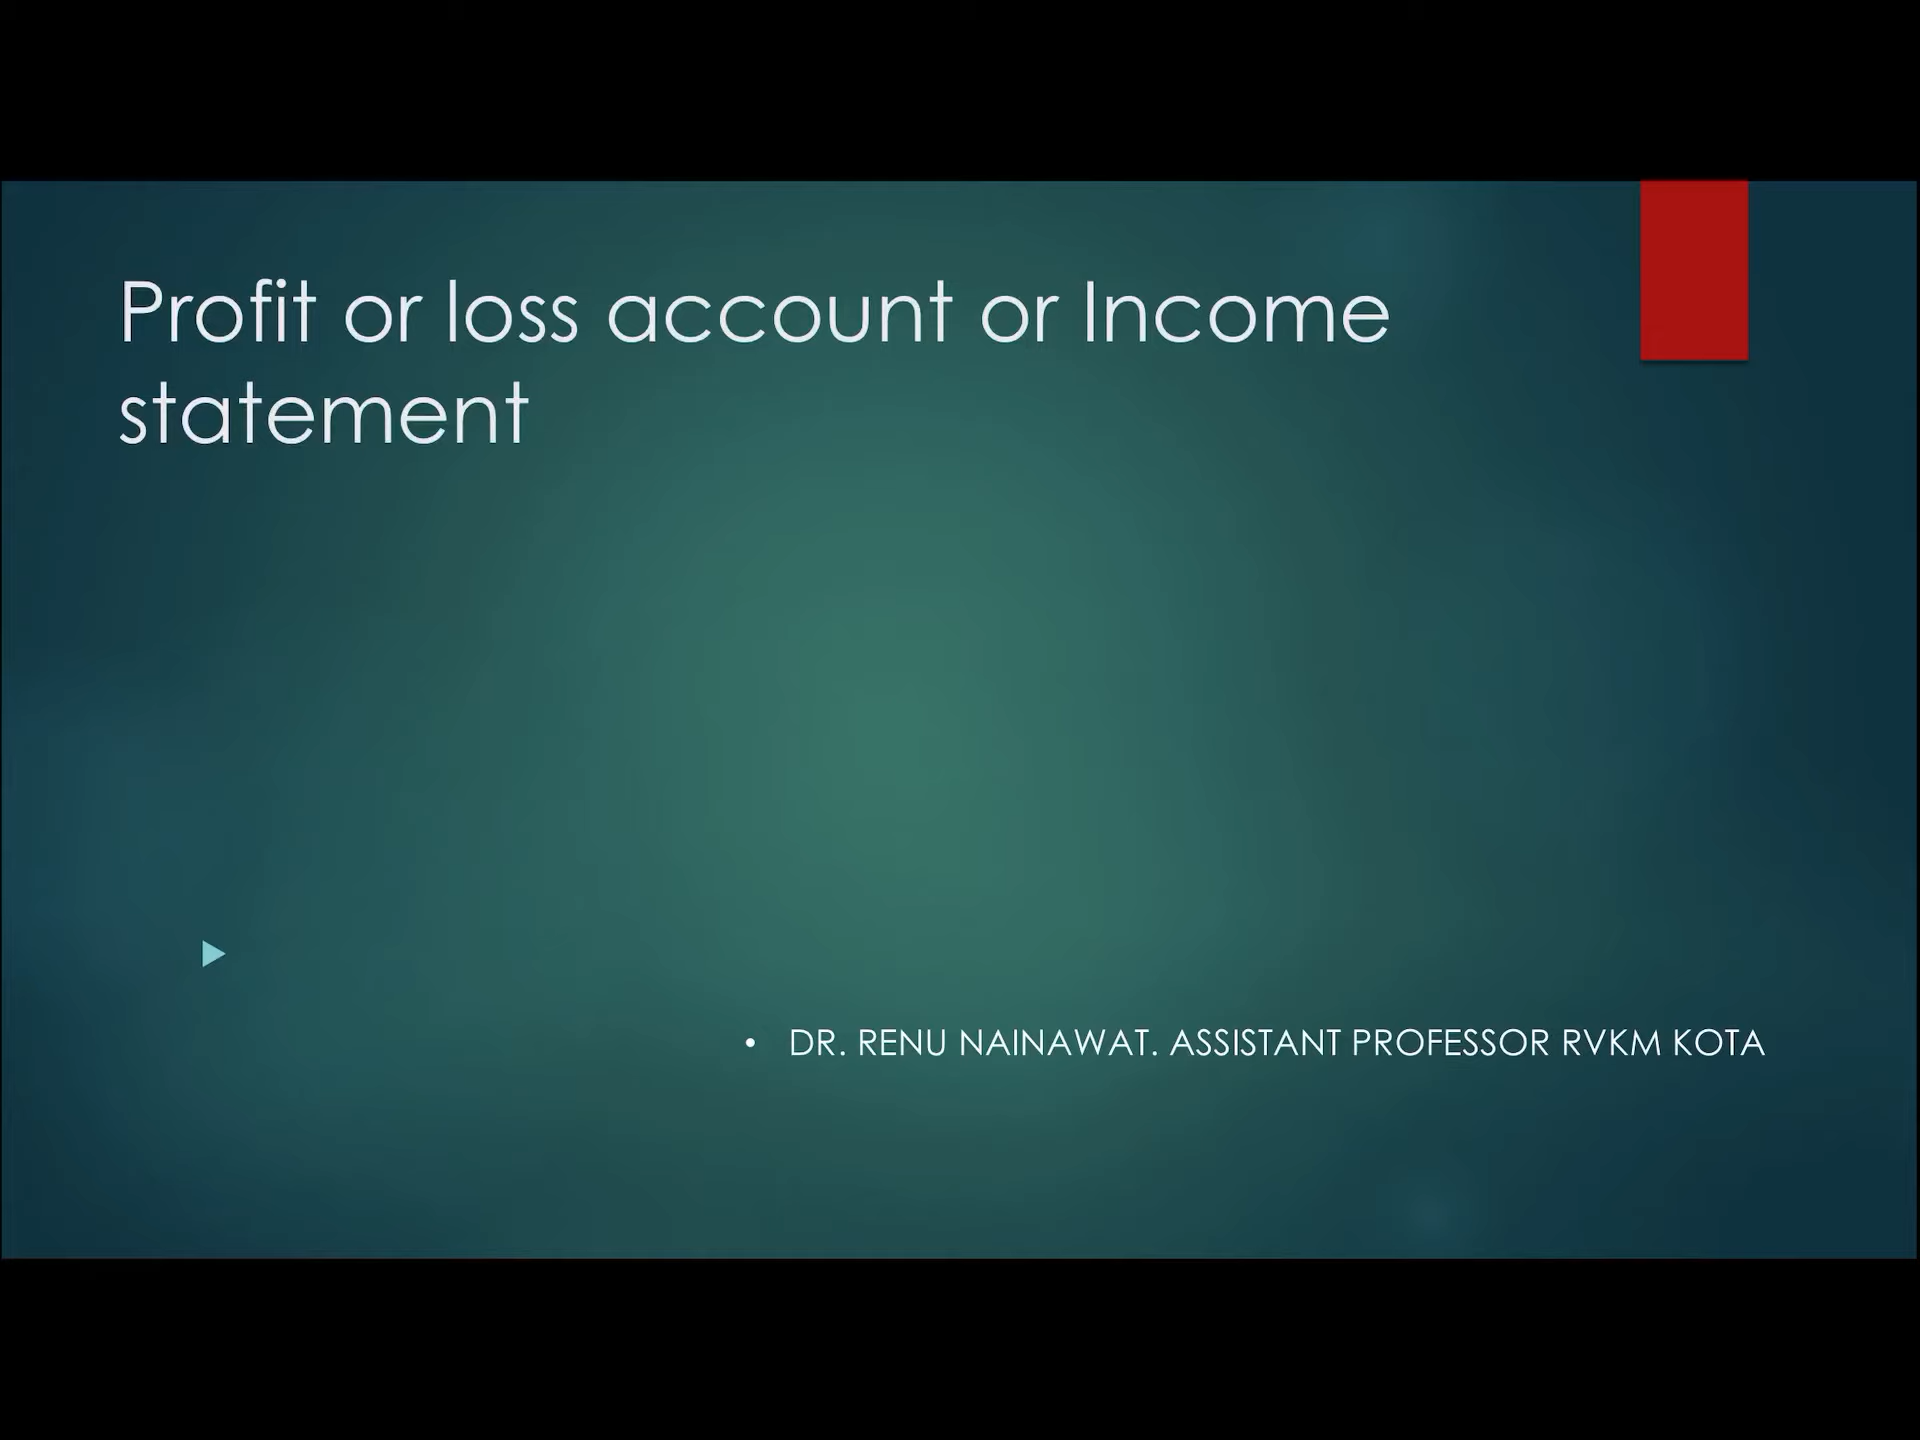 Profit or loss account or Income
statement
• DR. RENU NAINAWAT. ASSISTANT PROFESSOR RVKM KOTA